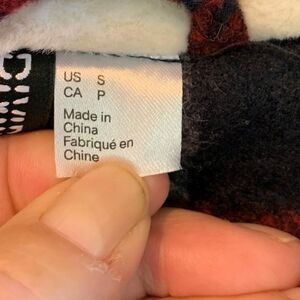 US S
CA P
Made in
China
Fabriqué en
Chine